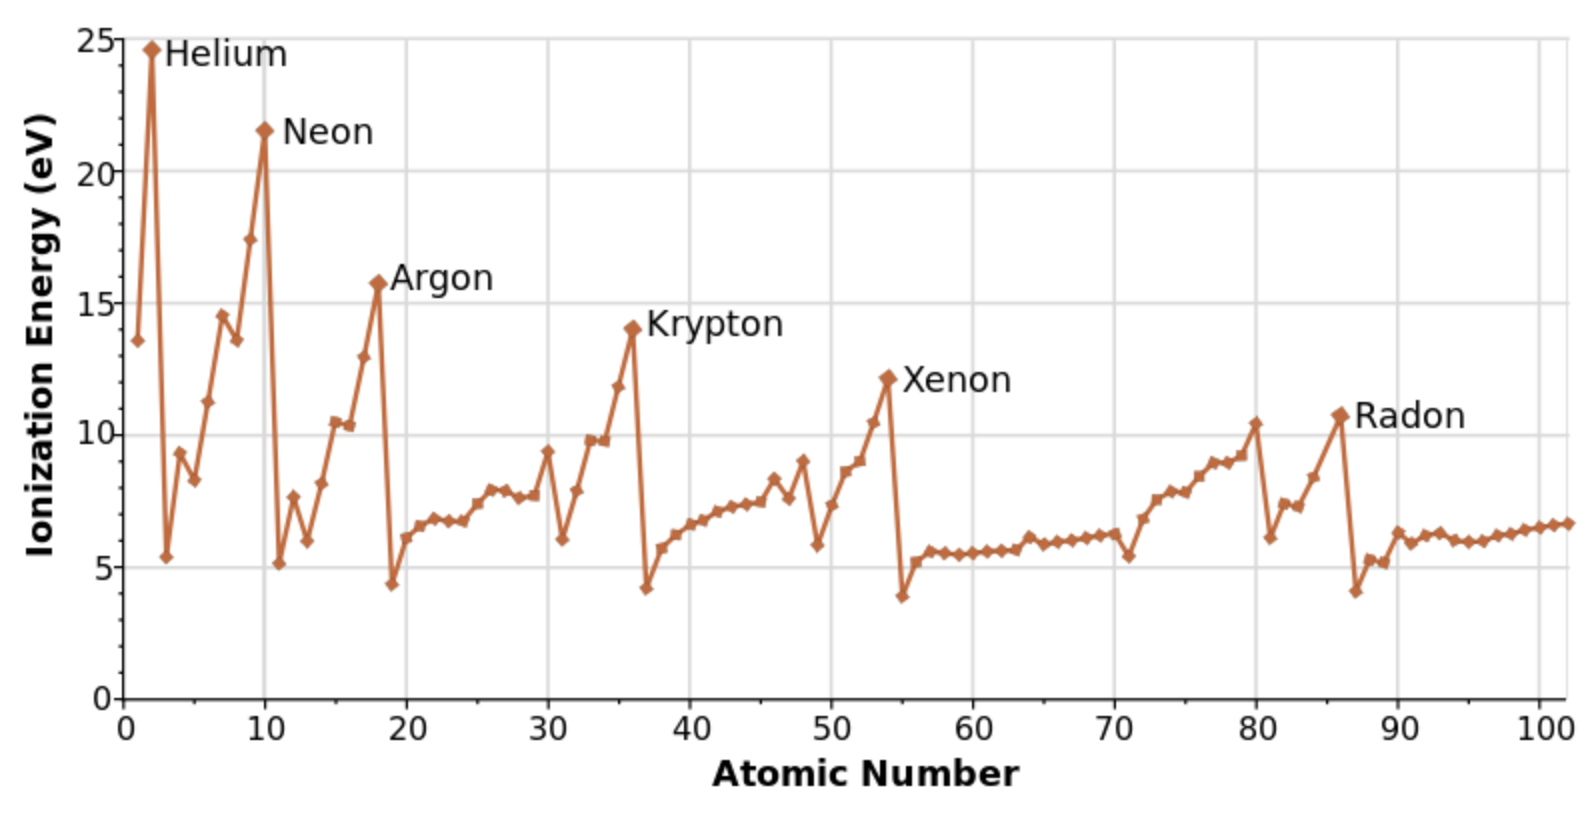 Ionization Energy (eV)
25
20
15
10
5
0
Helium
Neon
Argon
Krypton
Xenon
Radon
0 10 20 30 40 50 60 70 80 90 100
Atomic Number